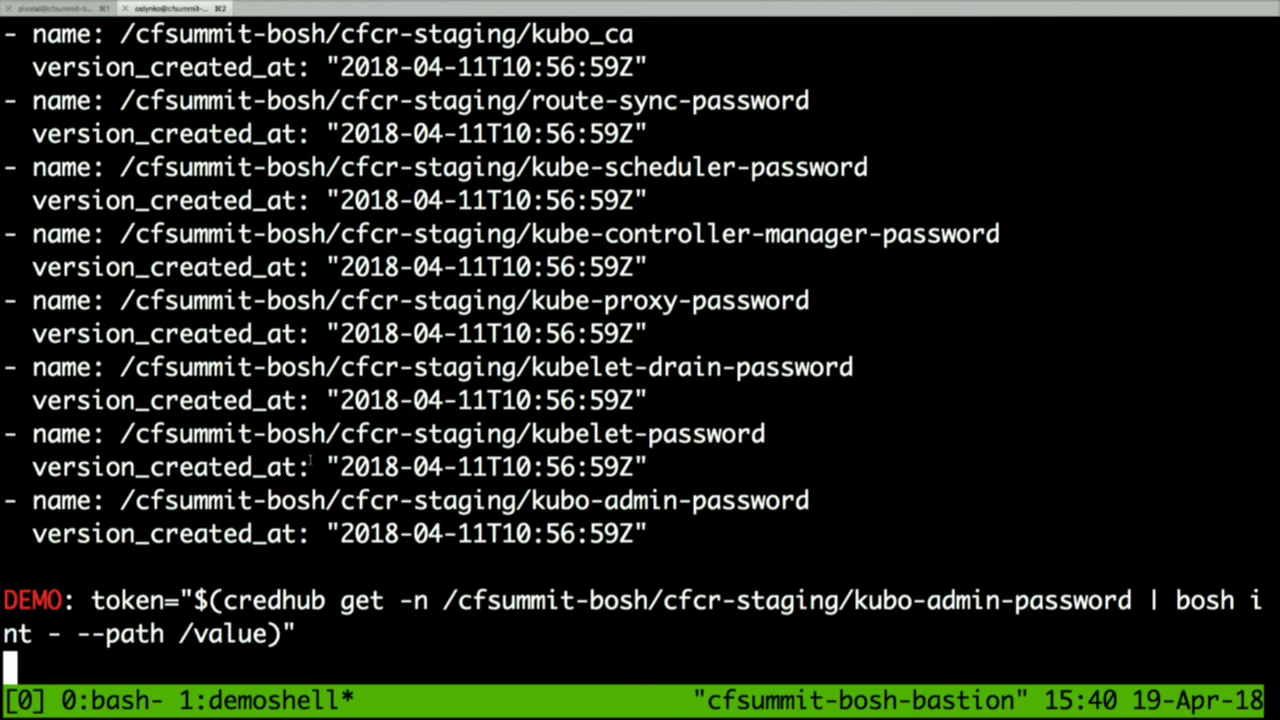 pivotal@cfsummit-b... ⌘1 oslynko@cfsummit-... ⌘2
- name: /cfsummit-bosh/cfcr-staging/kubo_ca
version_created_at: "2018-04-11T10:56:59Z"
- name: /cfsummit-bosh/cfcr-staging/route-sync-password
version_created_at: "2018-04-11T10:56:59Z"
- name: /cfsummit-bosh/cfcr-staging/kube-scheduler-password
version_created_at: "2018-04-11T10:56:59Z"
- name: /cfsummit-bosh/cfcr-staging/kube-controller-manager-password
version_created_at: "2018-04-11T10:56:59Z"
- name: /cfsummit-bosh/cfcr-staging/kube-proxy-password
version_created_at: "2018-04-11T10:56:59Z"
- name: /cfsummit-bosh/cfcr-staging/kubelet-drain-password
version_created_at: "2018-04-11T10:56:59Z"
- name: /cfsummit-bosh/cfcr-staging/kubelet-password
version_created_at: "2018-04-11T10:56:59Z"
- name: /cfsummit-bosh/cfcr-staging/kubo-admin-password
version_created_at: "2018-04-11T10:56:59Z"
DEMO: token="$(credhub get -n /cfsummit-bosh/cfcr-staging/kubo-admin-password | bosh i
nt - --path /value)"
[0] 0:bash- 1:demoshell* "cfsummit-bosh-bastion" 15:40 19-Apr-18